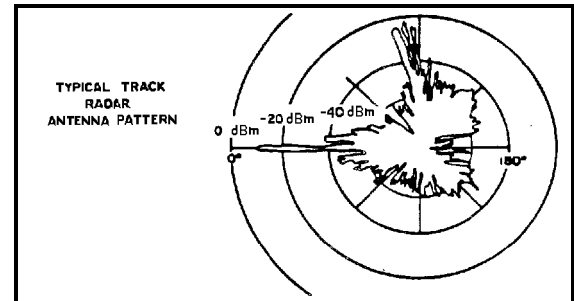 TYPICAL TRACK
RADAR
ANTENNA PATTERN
0 dBm
-20 dBm
-40 dBm
0°
180°